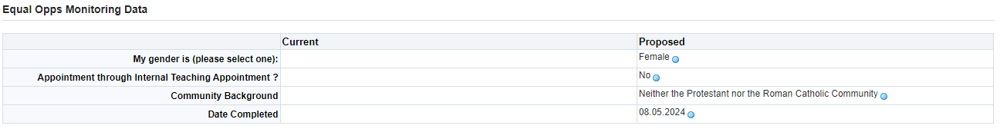 Equal Opps Monitoring Data
Current Proposed
My gender is (please select one): Female
Appointment through Internal Teaching Appointment ? No
Community Background Neither the Protestant nor the Roman Catholic Community
Date Completed 08.05.2024